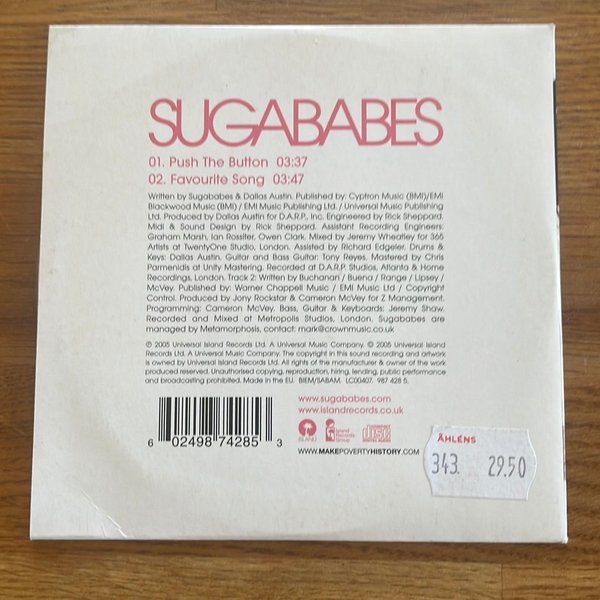 SUGABABES
01. Push The Button 03:37
02. Favourite Song 03:47
Written by Sugababes & Dallas Austin. Published by: Cyptron Music (BMI)/EMI
Blackwood Music (BMI) / EMI Music Publishing Ltd. / Universal Music Publishing
Ltd. Produced by Dallas Austin for D.A.R.P., Inc. Engineered by Rick Sheppard.
Midi & Sound Design by Rick Sheppard. Assistant Recording Engineers:
Graham Marsh, Ian Rossiter, Owen Clark. Mixed by Jeremy Wheatley for 365
Artists at TwentyOne Studio, London. Assisted by Richard Edgeler. Drums &
Keys: Dallas Austin. Guitar and Bass Guitar: Tony Reyes. Mastered by Chris
Parmenidis at Unity Mastering. Recorded at D.A.R.P. Studios, Atlanta & Home
Recordings, London. Track 2: Written by Buchanan / Buena / Range / Lipsey /
McVey. Published by: Warner Chappell Music / EMI Music Ltd / Copyright
Control. Produced by Jony Rockstar & Cameron McVey for Z Management.
Programming: Cameron McVey. Bass, Guitar & Keyboards: Jeremy Shaw.
Recorded and Mixed at Metropolis Studios, London. Sugababes are
managed by Metamorphosis, contact: mark@crownmusic.co.uk
℗ 2005 Universal Island Records Ltd. A Universal Music Company. © 2005 Universal Island
Records Ltd. A Universal Music Company. The copyright in this sound recording and artwork
is owned by Universal Island Records Ltd. All rights of the manufacturer & owner of the work
produced reserved. Unauthorised copying, reproduction, hiring, lending, public performance
and broadcasting prohibited. Made in the EU. BIEM/SABAM. LC00407. 987 428 5.
www.sugababes.com
www.islandrecords.co.uk
ISLAND
Island Records Group
COMPACT disc DIGITAL AUDIO
6 02498 74285 3
WWW.MAKEPOVERTYHISTORY.COM
ÅHLÉNS
343. 29.50